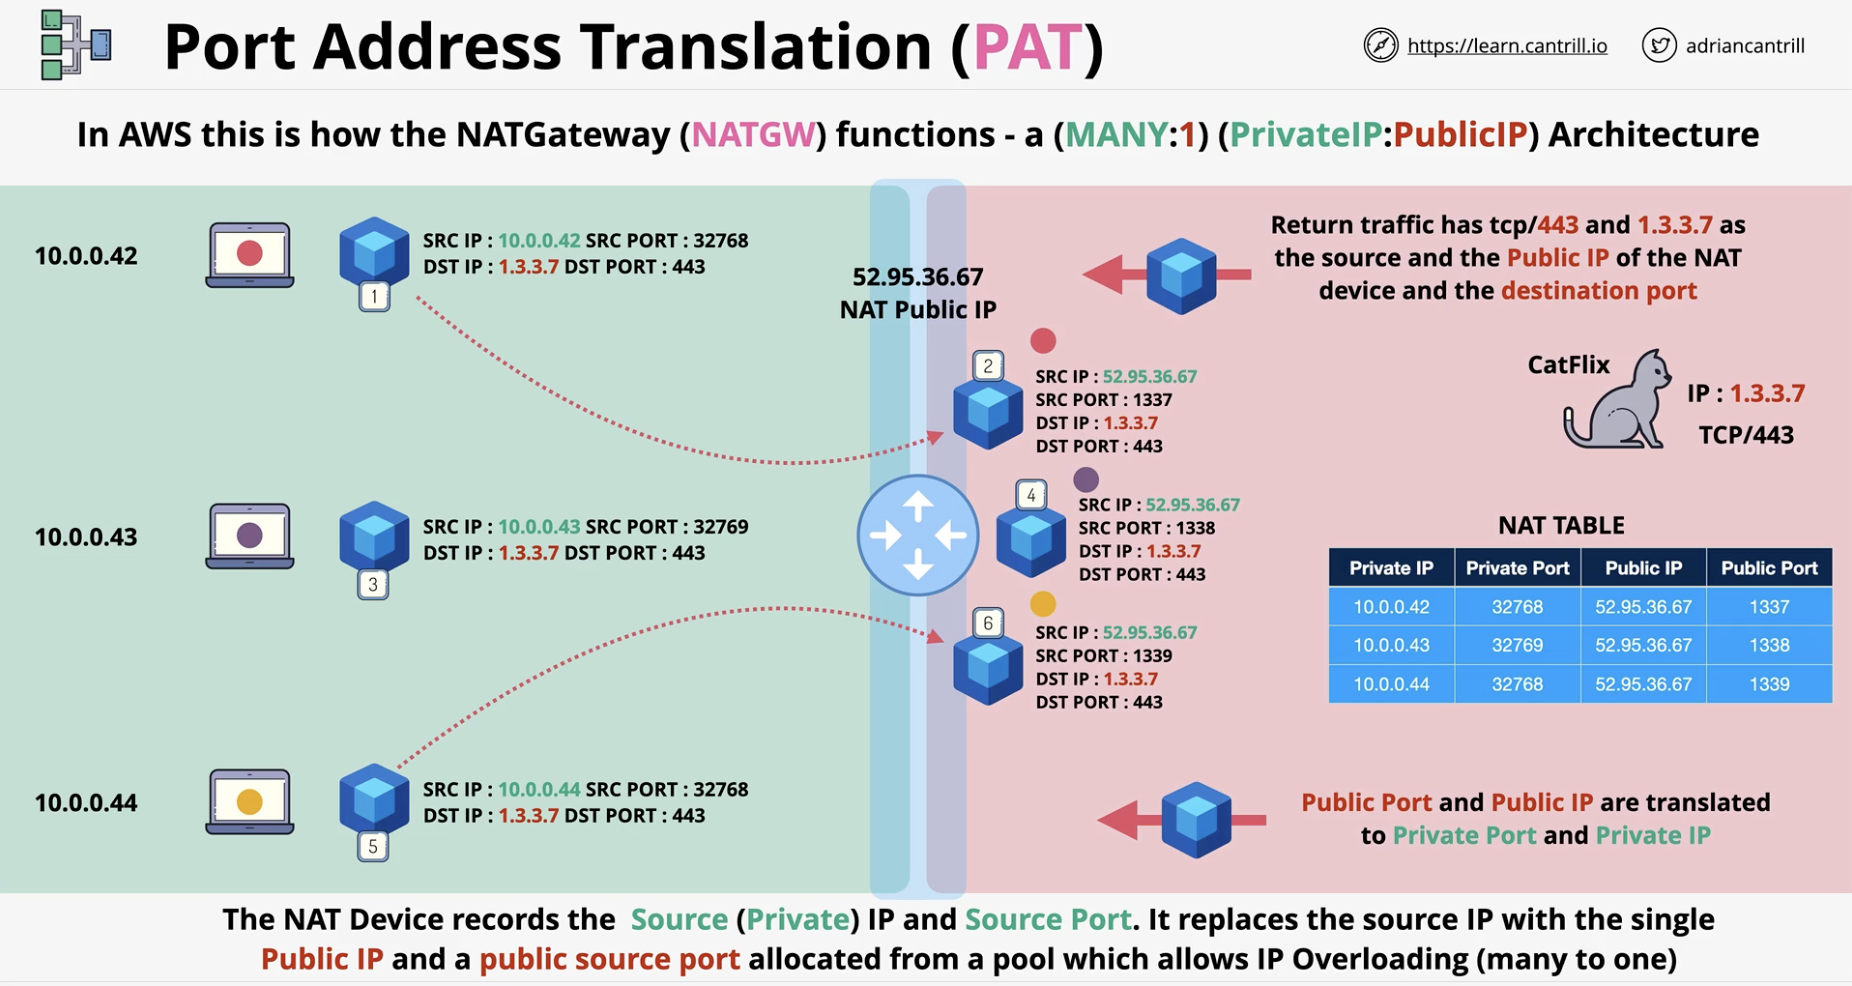 Port Address Translation (PAT)
https://learn.cantrill.io
adriancantrill
In AWS this is how the NATGateway (NATGW) functions - a (MANY:1) (PrivateIP:PublicIP) Architecture
10.0.0.42
SRC IP : 10.0.0.42 SRC PORT : 32768
DST IP : 1.3.3.7 DST PORT : 443
1
52.95.36.67
NAT Public IP
Return traffic has tcp/443 and 1.3.3.7 as
the source and the Public IP of the NAT
device and the destination port
2
SRC IP : 52.95.36.67
SRC PORT : 1337
DST IP : 1.3.3.7
DST PORT : 443
CatFlix
IP : 1.3.3.7
TCP/443
10.0.0.43
SRC IP : 10.0.0.43 SRC PORT : 32769
DST IP : 1.3.3.7 DST PORT : 443
3
4
SRC IP : 52.95.36.67
SRC PORT : 1338
DST IP : 1.3.3.7
DST PORT : 443
NAT TABLE
Private IP Private Port Public IP Public Port
10.0.0.42 32768 52.95.36.67 1337
10.0.0.43 32769 52.95.36.67 1338
10.0.0.44 32768 52.95.36.67 1339
6
SRC IP : 52.95.36.67
SRC PORT : 1339
DST IP : 1.3.3.7
DST PORT : 443
10.0.0.44
SRC IP : 10.0.0.44 SRC PORT : 32768
DST IP : 1.3.3.7 DST PORT : 443
5
Public Port and Public IP are translated
to Private Port and Private IP
The NAT Device records the Source (Private) IP and Source Port. It replaces the source IP with the single
Public IP and a public source port allocated from a pool which allows IP Overloading (many to one)